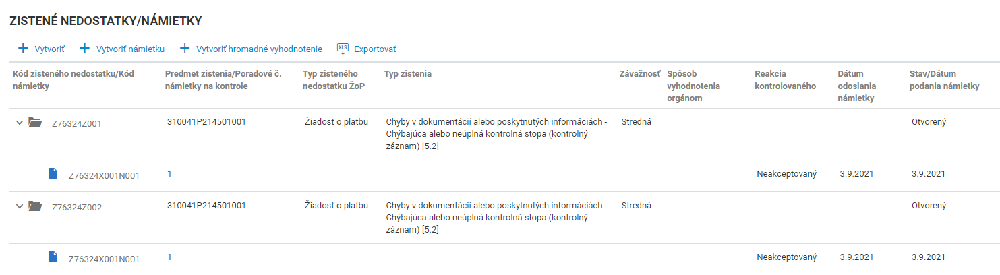 ZISTENÉ NEDOSTATKY/NÁMIETKY
Vytvoriť Vytvoriť námietku Vytvoriť hromadné vyhodnotenie XLS Exportovať
Kód zisteného nedostatku/Kód námietky Predmet zistenia/Poradové č. námietky na kontrole Typ zisteného nedostatku ŽoP Typ zistenia Závažnosť Spôsob vyhodnotenia orgánom Reakcia kontrolovaného Dátum odoslania námietky Stav/Dátum podania námietky
Z76324Z001 310041P214501001 Žiadosť o platbu Chyby v dokumentácií alebo poskytnutých informáciách - Stredná Otvorený
Chýbajúca alebo neúplná kontrolná stopa (kontrolný
záznam) [5.2]
Z76324X001N001 1 Neakceptovaný 3.9.2021 3.9.2021
Z76324Z002 310041P214501001 Žiadosť o platbu Chyby v dokumentácií alebo poskytnutých informáciách - Stredná Otvorený
Chýbajúca alebo neúplná kontrolná stopa (kontrolný
záznam) [5.2]
Z76324X001N001 1 Neakceptovaný 3.9.2021 3.9.2021